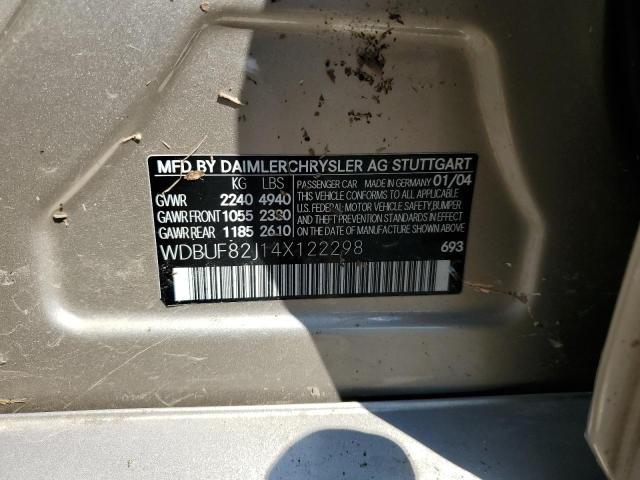 MFD BY DAIMLERCHRYSLER AG STUTTGART
KG LBS
GVWR 2240 4940
GAWR FRONT 1055 2330
GAWR REAR 1185 2610
PASSENGER CAR MADE IN GERMANY 01/04
THIS VEHICLE CONFORMS TO ALL APPLICABLE
U.S. FEDERAL MOTOR VEHICLE SAFETY, BUMPER
AND THEFT PREVENTION STANDARDS IN EFFECT
ON THE DATE OF MANUFACTURE SHOWN ABOVE
WDBUF82J14X122298 693